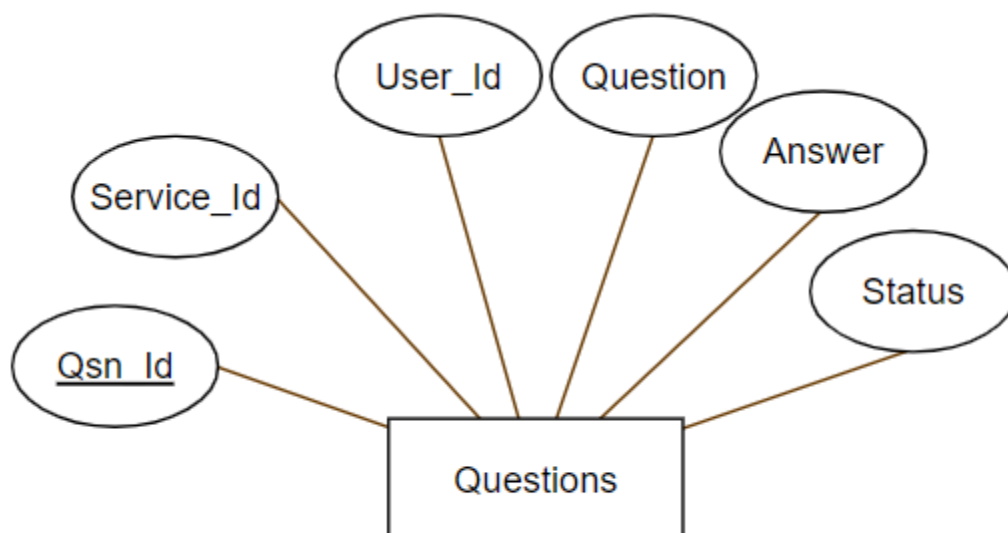 User_Id
Question
Answer
Service_Id
Status
Qsn_Id
Questions